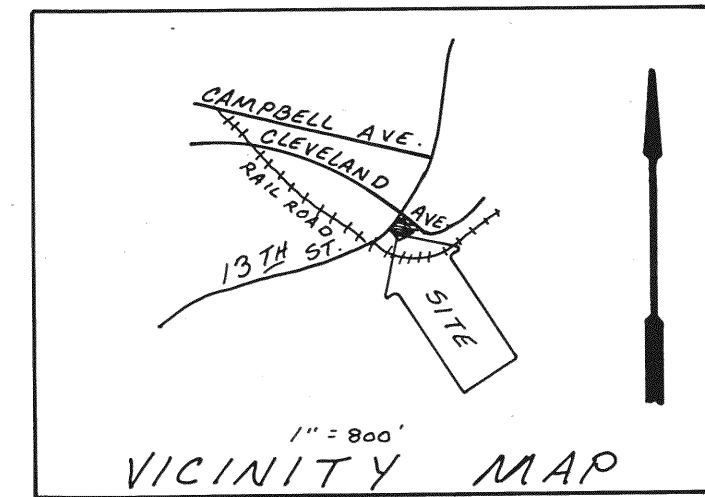 CAMPBELL AVE.
CLEVELAND AVE.
RAIL ROAD
13TH ST.
SITE
1" = 800'
VICINITY MAP